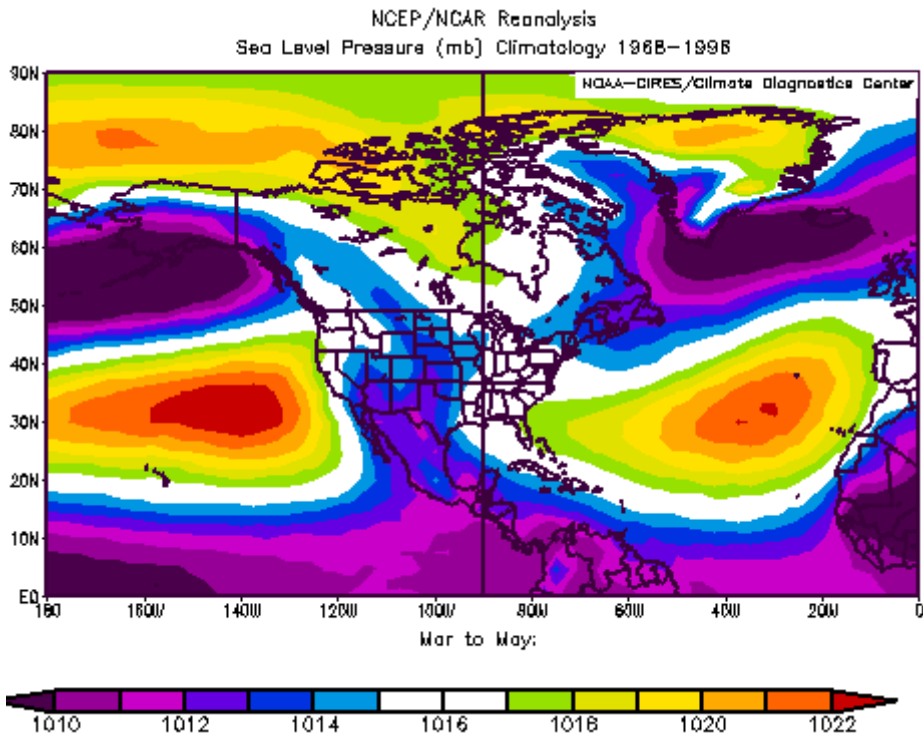 NCEP/NCAR Reanalysis
Sea Level Pressure (mb) Climatology 1968-1996
NOAA-CIRES/Climate Diagnostics Center
90N
80N
70N
60N
50N
40N
30N
20N
10N
EQ
180 160W 140W 120W 100W 80W 60W 40W 20W 0
Mar to May:
1010 1012 1014 1016 1018 1020 1022